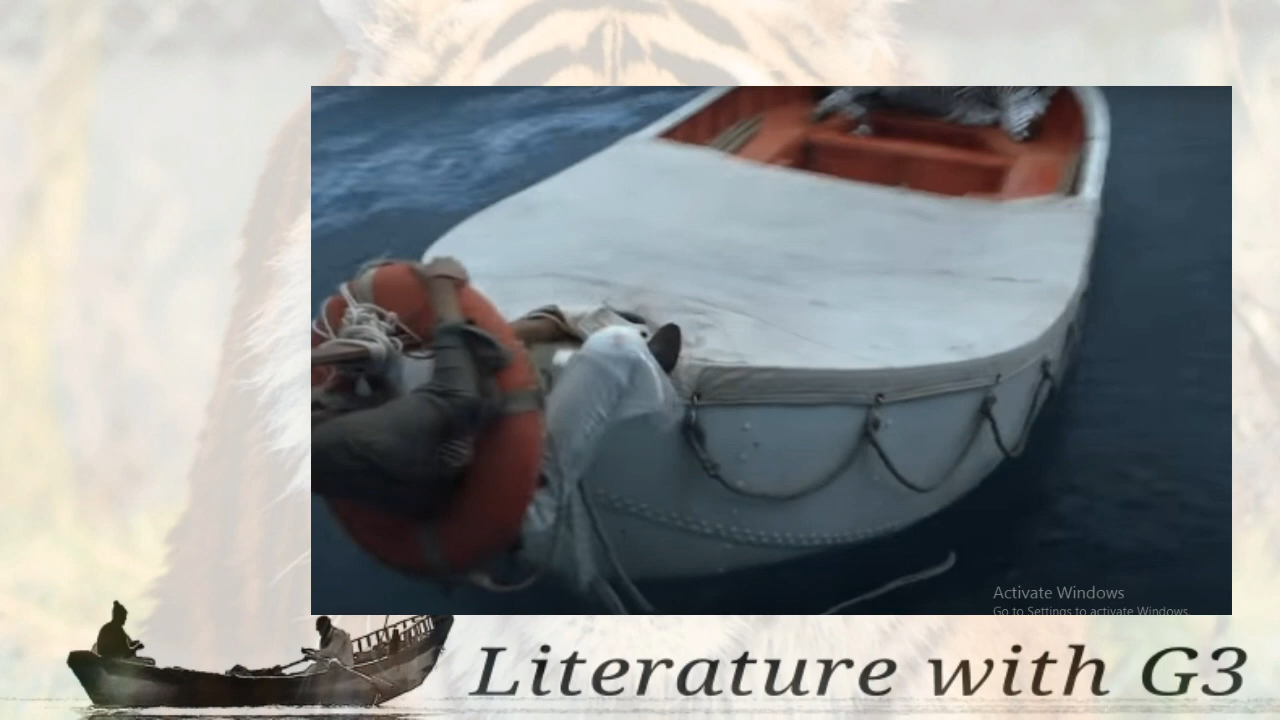 Activate Windows
Go to Settings to activate Windows.
Literature with G3